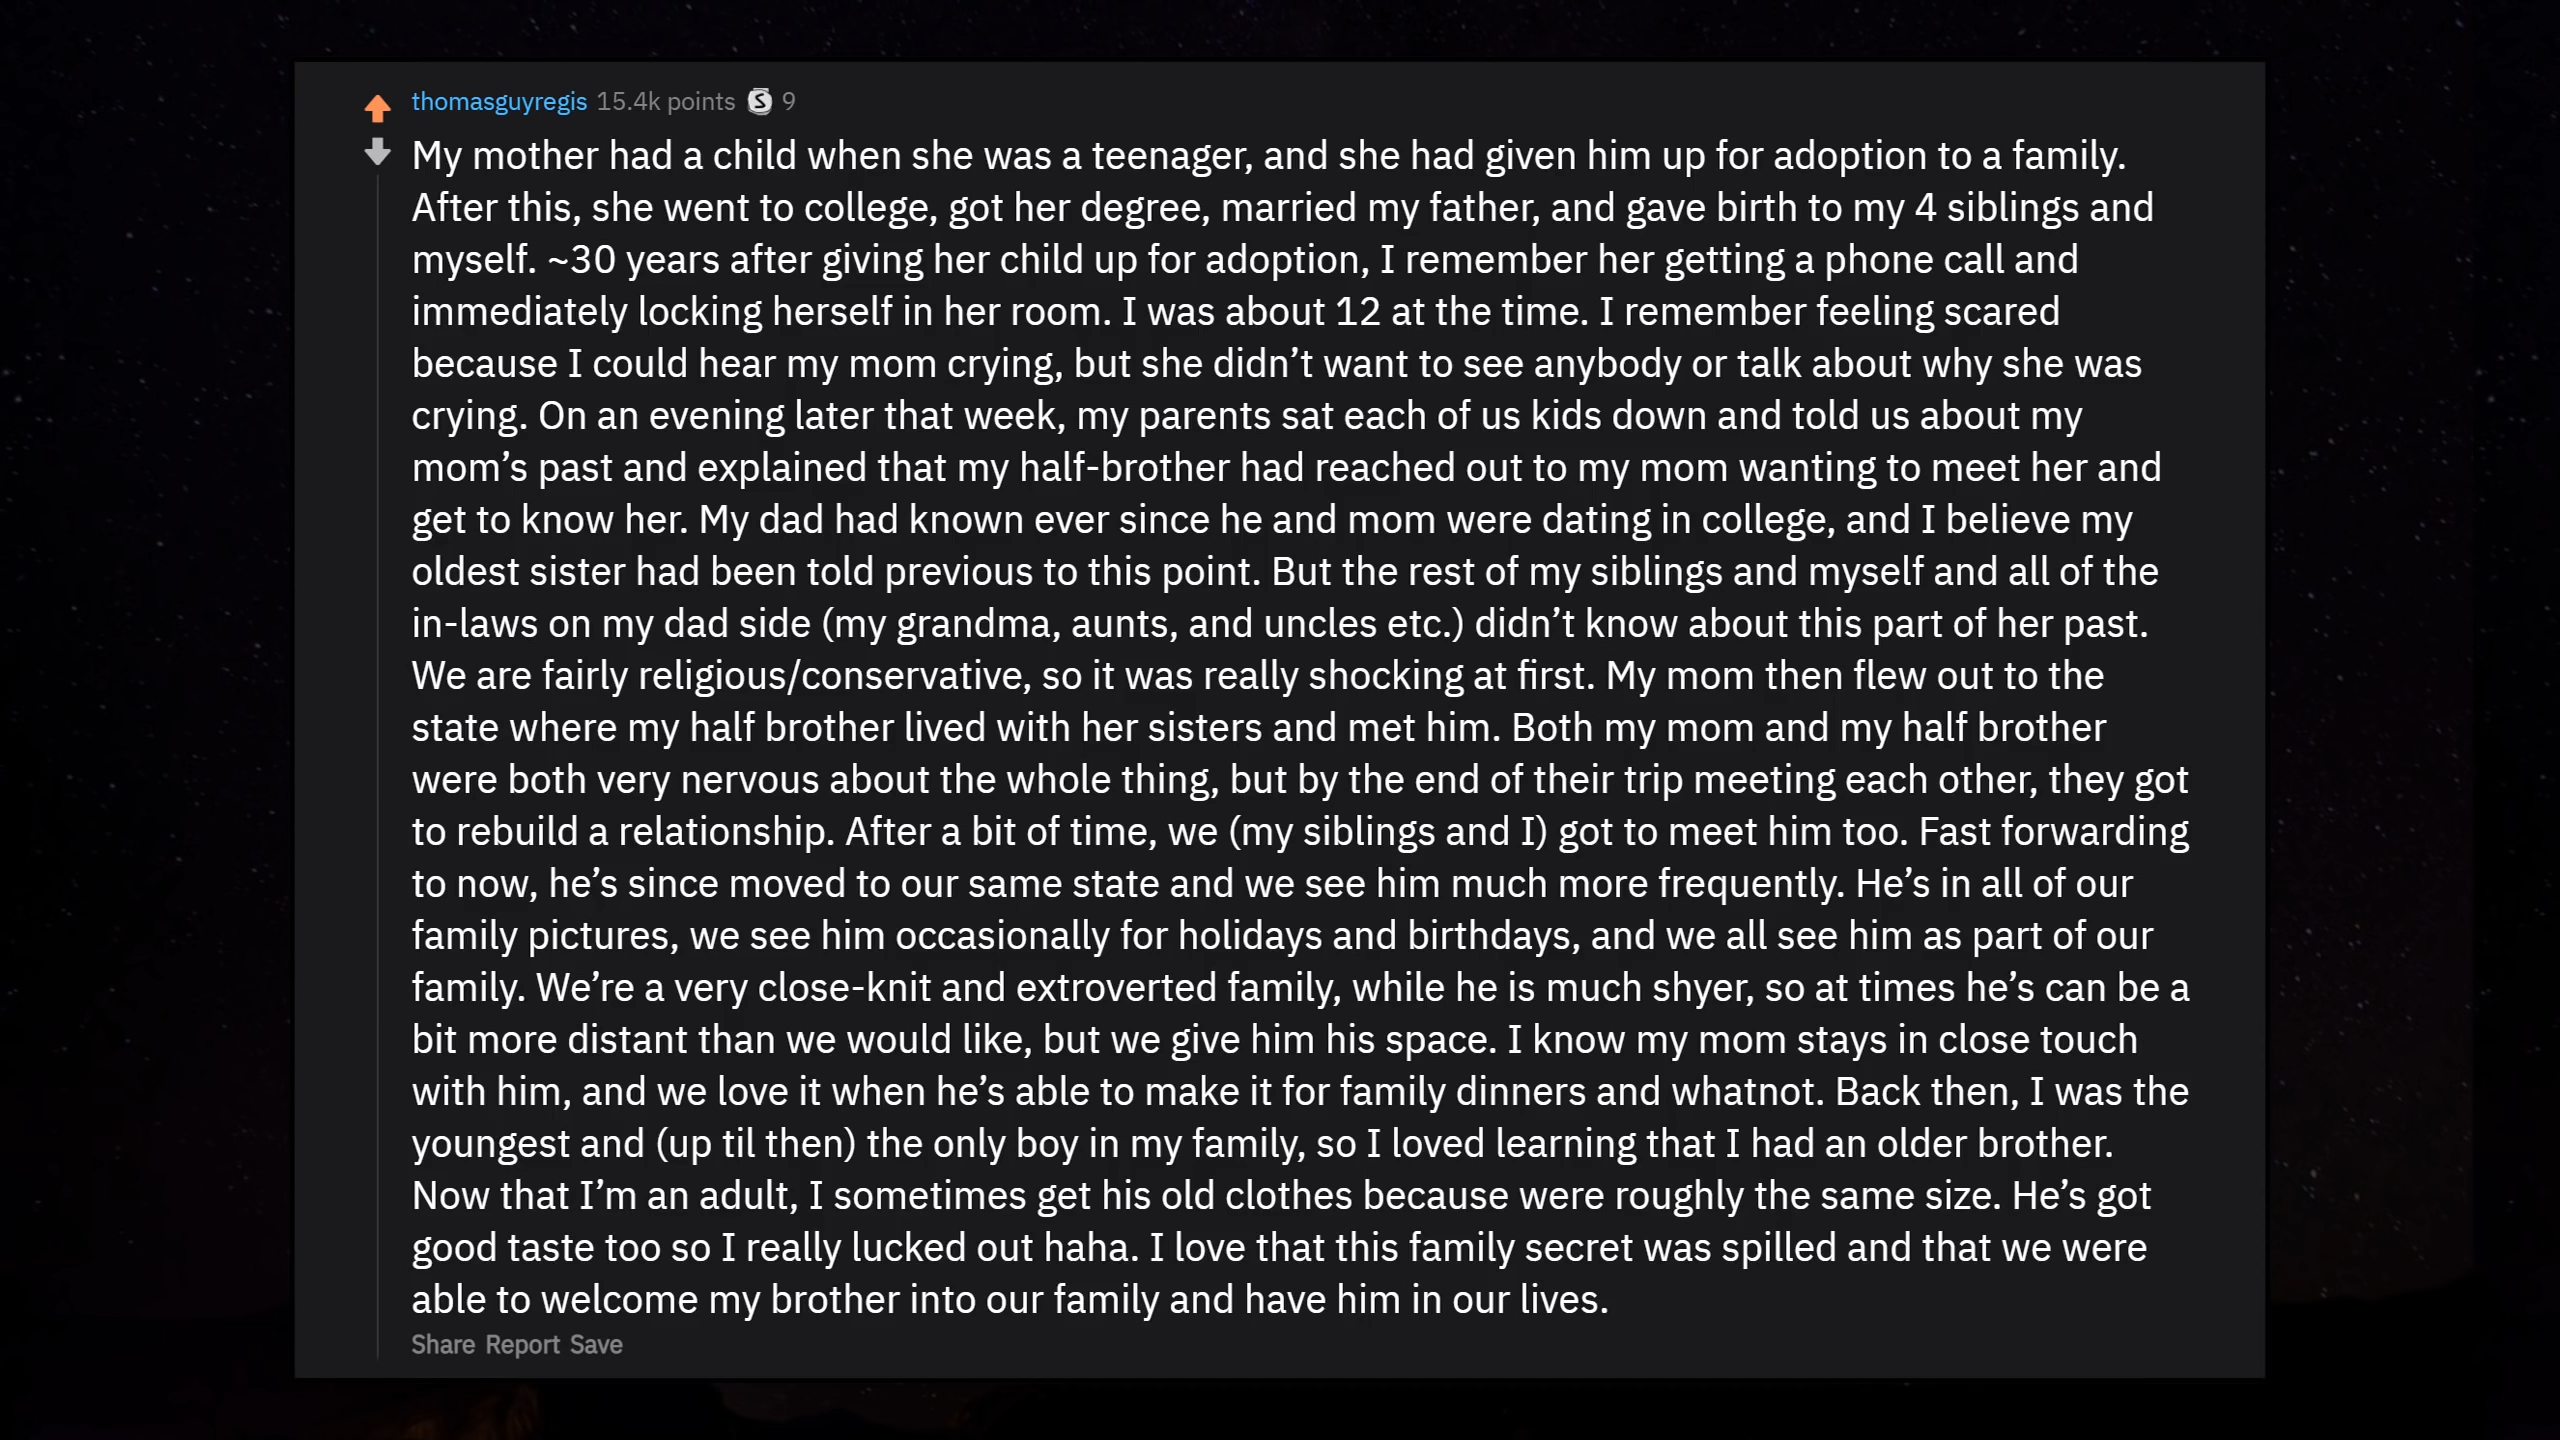 thomasguyregis 15.4k points S 9
My mother had a child when she was a teenager, and she had given him up for adoption to a family.
After this, she went to college, got her degree, married my father, and gave birth to my 4 siblings and
myself. ~30 years after giving her child up for adoption, I remember her getting a phone call and
immediately locking herself in her room. I was about 12 at the time. I remember feeling scared
because I could hear my mom crying, but she didn’t want to see anybody or talk about why she was
crying. On an evening later that week, my parents sat each of us kids down and told us about my
mom’s past and explained that my half-brother had reached out to my mom wanting to meet her and
get to know her. My dad had known ever since he and mom were dating in college, and I believe my
oldest sister had been told previous to this point. But the rest of my siblings and myself and all of the
in-laws on my dad side (my grandma, aunts, and uncles etc.) didn’t know about this part of her past.
We are fairly religious/conservative, so it was really shocking at first. My mom then flew out to the
state where my half brother lived with her sisters and met him. Both my mom and my half brother
were both very nervous about the whole thing, but by the end of their trip meeting each other, they got
to rebuild a relationship. After a bit of time, we (my siblings and I) got to meet him too. Fast forwarding
to now, he’s since moved to our same state and we see him much more frequently. He’s in all of our
family pictures, we see him occasionally for holidays and birthdays, and we all see him as part of our
family. We’re a very close-knit and extroverted family, while he is much shyer, so at times he’s can be a
bit more distant than we would like, but we give him his space. I know my mom stays in close touch
with him, and we love it when he’s able to make it for family dinners and whatnot. Back then, I was the
youngest and (up til then) the only boy in my family, so I loved learning that I had an older brother.
Now that I’m an adult, I sometimes get his old clothes because were roughly the same size. He’s got
good taste too so I really lucked out haha. I love that this family secret was spilled and that we were
able to welcome my brother into our family and have him in our lives.
Share Report Save